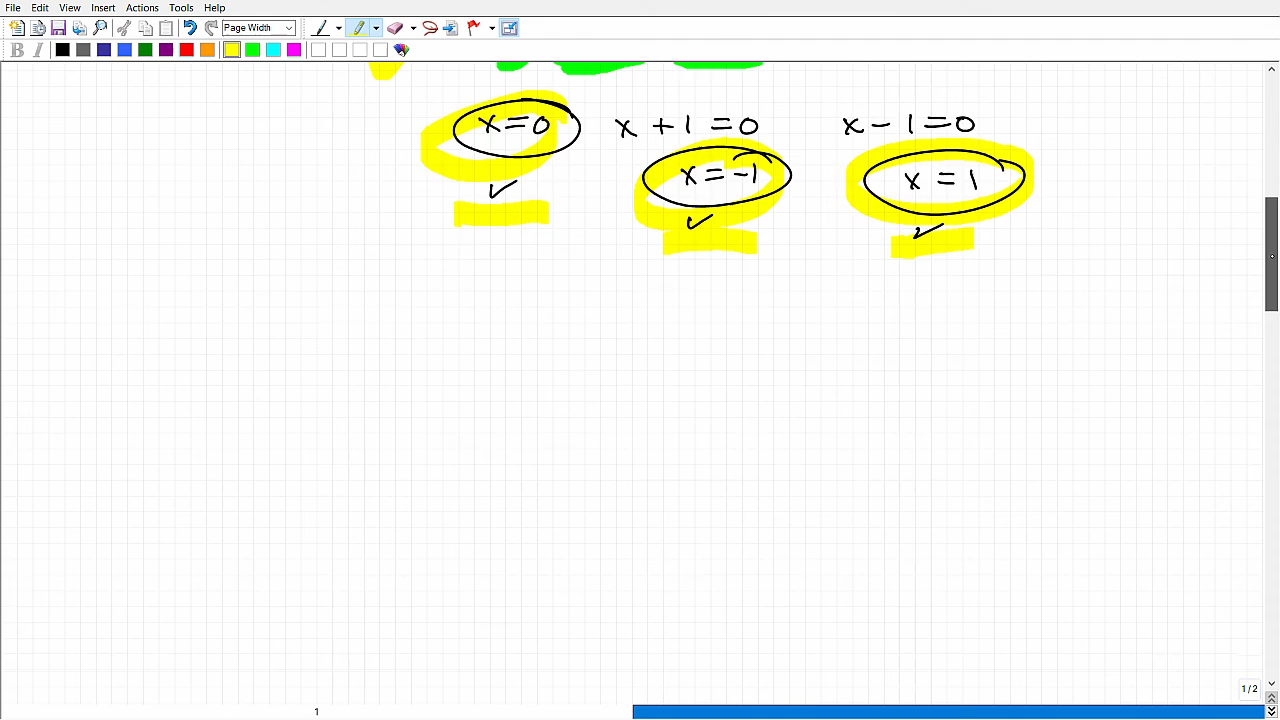 File Edit View Insert Actions Tools Help
Page Width
B I
x=0 x+1=0 x-1=0
x=-1 x=1
1/2
1